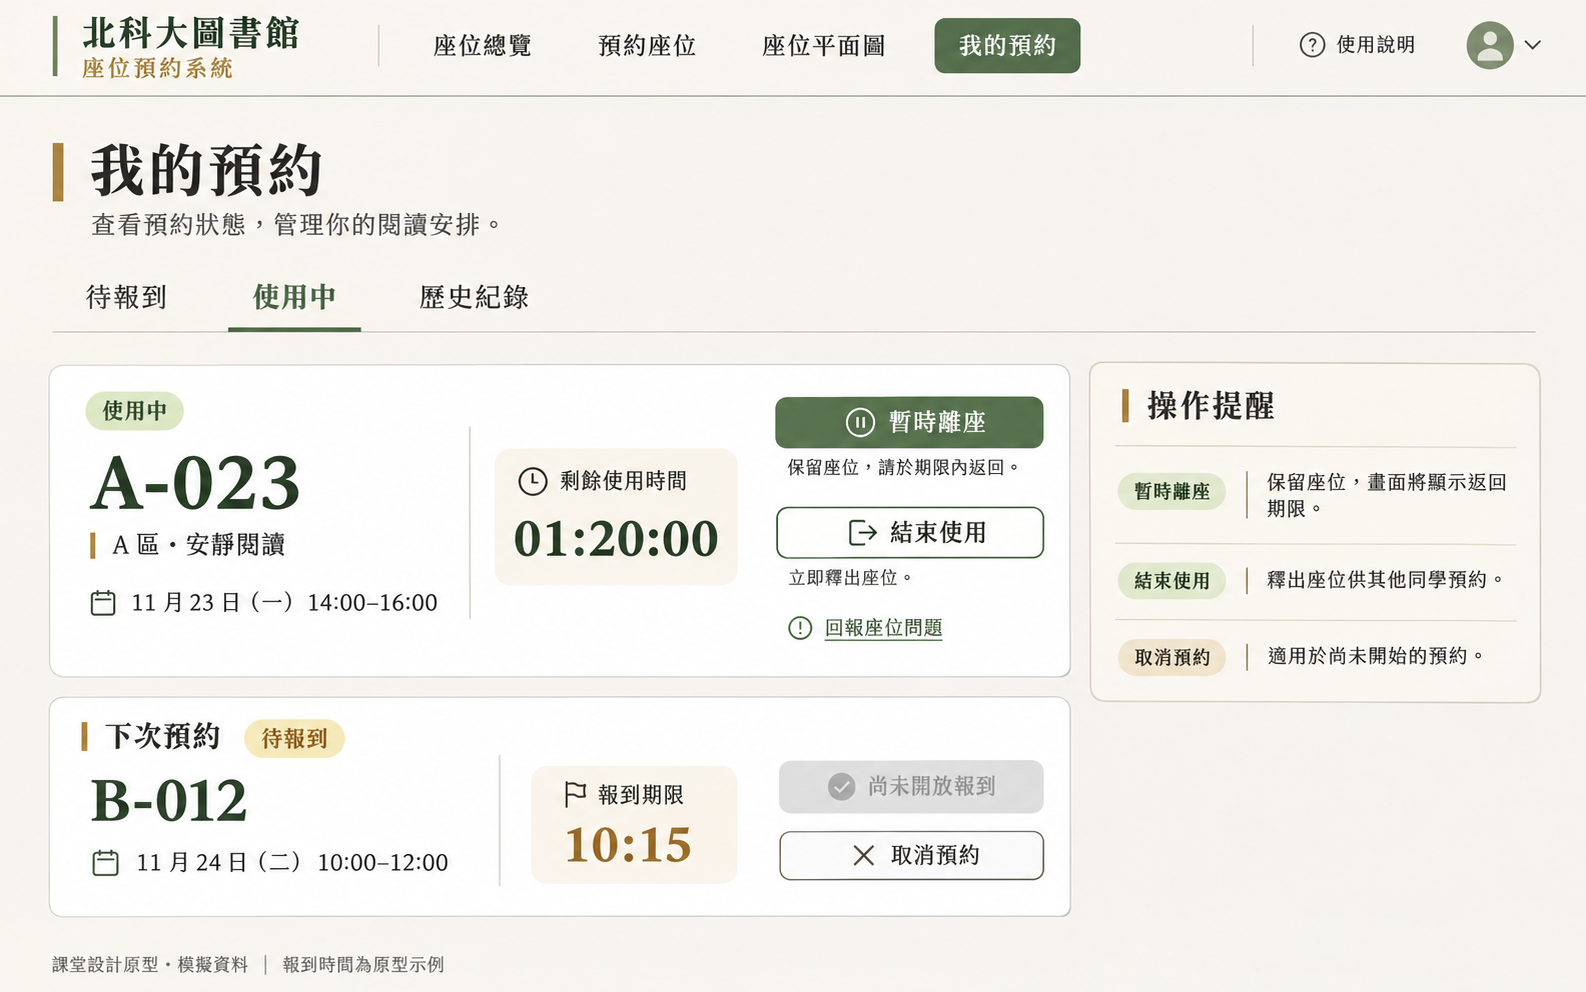 北科大圖書館
座位預約系統
座位總覽
預約座位
座位平面圖
我的預約
使用說明
我的預約
查看預約狀態，管理你的閱讀安排。
待報到
使用中
歷史紀錄
使用中
A-023
A 區・安靜閱讀
11 月 23 日（一） 14:00–16:00
剩餘使用時間
01:20:00
暫時離座
保留座位，請於期限內返回。
結束使用
立即釋出座位。
回報座位問題
下次預約 待報到
B-012
11 月 24 日（二） 10:00–12:00
報到期限
10:15
尚未開放報到
取消預約
操作提醒
暫時離座
保留座位，畫面將顯示返回
期限。
結束使用
釋出座位供其他同學預約。
取消預約
適用於尚未開始的預約。
課堂設計原型・模擬資料 ｜ 報到時間為原型示例